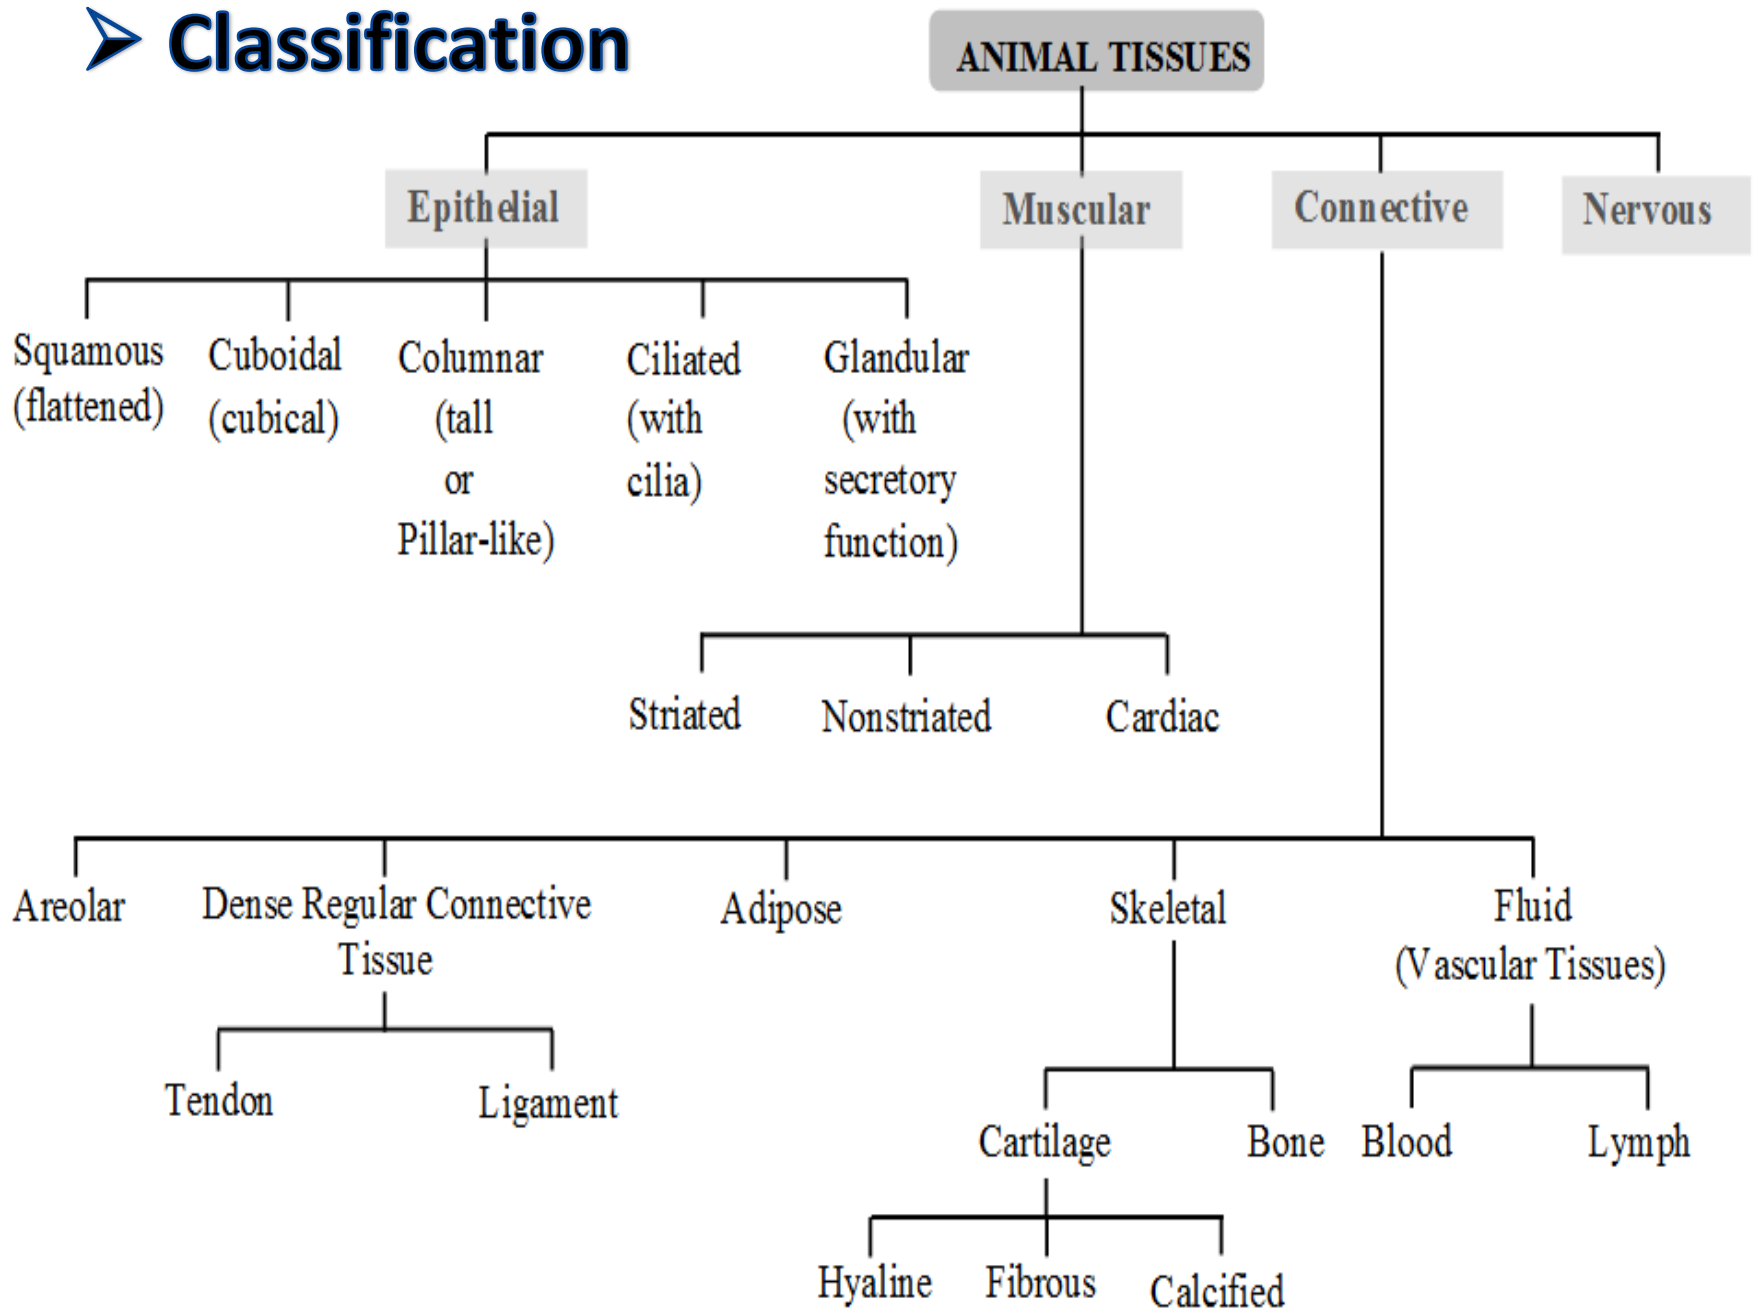 Classification
ANIMAL TISSUES
Epithelial
Muscular
Connective
Nervous
Squamous
(flattened)
Cuboidal
(cubical)
Columnar
(tall
or
Pillar-like)
Ciliated
(with
cilia)
Glandular
(with
secretory
function)
Striated
Nonstriated
Cardiac
Areolar
Dense Regular Connective
Tissue
Adipose
Skeletal
Fluid
(Vascular Tissues)
Tendon
Ligament
Cartilage
Bone
Blood
Lymph
Hyaline
Fibrous
Calcified